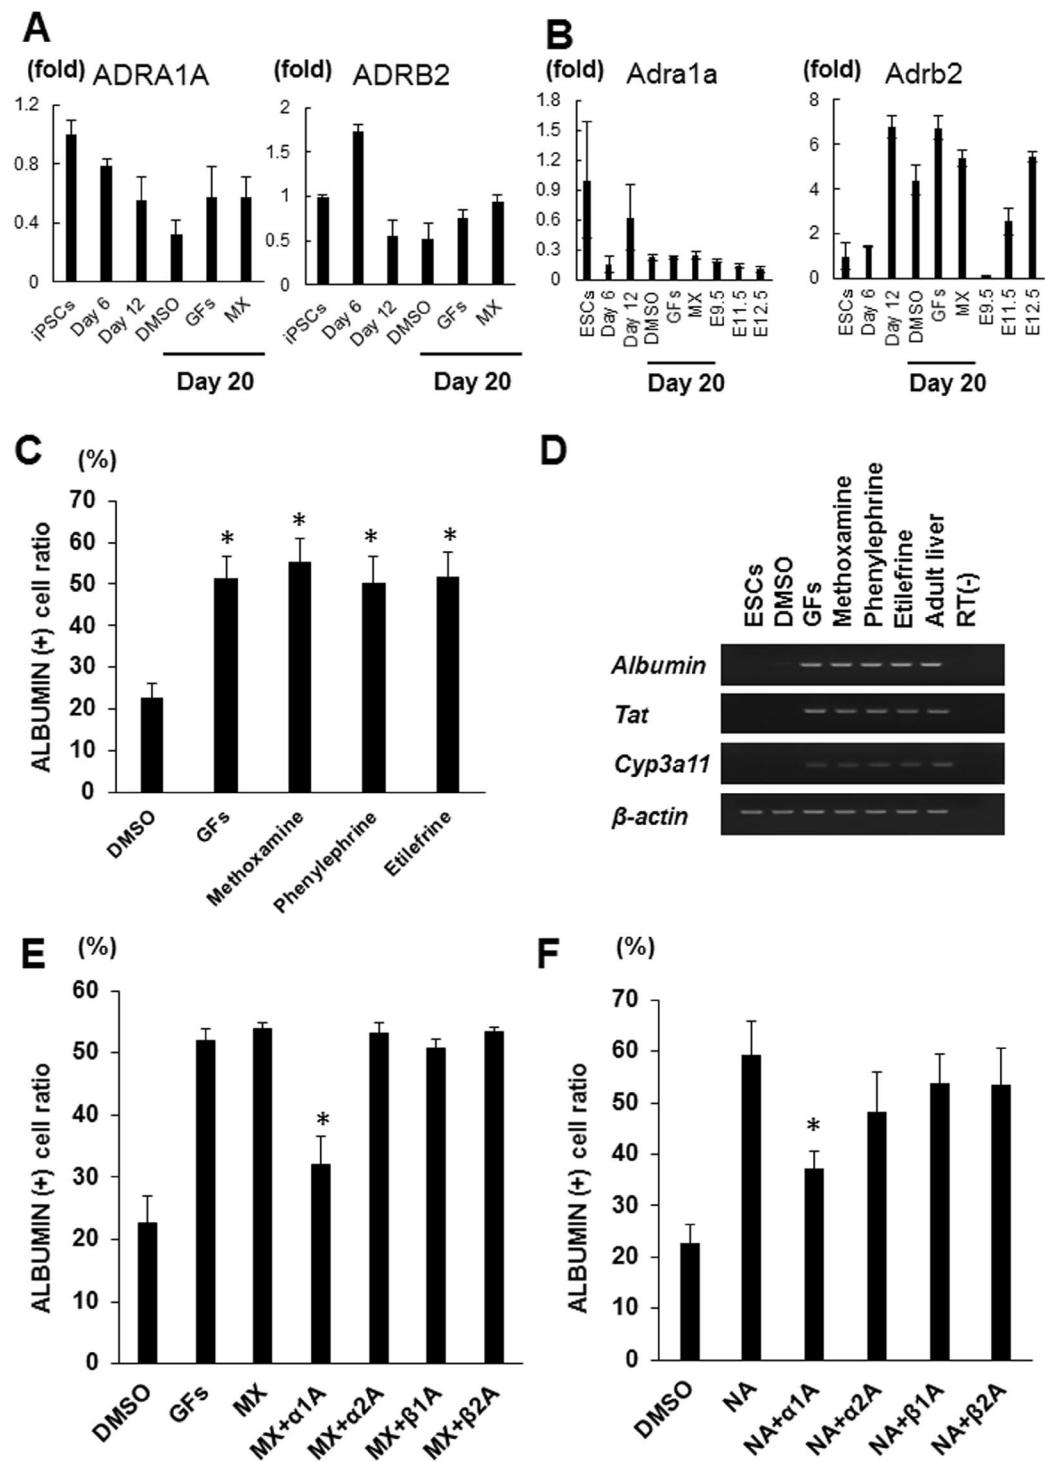 A
(fold) ADRA1A
1.2
0.8
0.4
0
iPSCs
Day 6
Day 12
DMSO
GFs
MX
Day 20
(fold) ADRB2
2
1.5
1
0.5
0
iPSCs
Day 6
Day 12
DMSO
GFs
MX
Day 20
B
(fold) Adra1a
1.8
1.5
1.2
0.9
0.6
0.3
0
ESCs
Day 6
Day 12
DMSO
GFs
MX
E9.5
E11.5
E12.5
Day 20
(fold) Adrb2
8
6
4
2
0
ESCs
Day 6
Day 12
DMSO
GFs
MX
E9.5
E11.5
E12.5
Day 20
C
(%)
ALBUMIN (+) cell ratio
70
60
50
40
30
20
10
0
*
*
*
*
DMSO
GFs
Methoxamine
Phenylephrine
Etilefrine
D
ESCs
DMSO
GFs
Methoxamine
Phenylephrine
Etilefrine
Adult liver
RT(-)
Albumin
Tat
Cyp3a11
β-actin
E
(%)
ALBUMIN (+) cell ratio
60
50
40
30
20
10
0
*
DMSO
GFs
MX
MX+α1A
MX+α2A
MX+β1A
MX+β2A
F
(%)
ALBUMIN (+) cell ratio
70
60
50
40
30
20
10
0
*
DMSO
NA
NA+α1A
NA+α2A
NA+β1A
NA+β2A